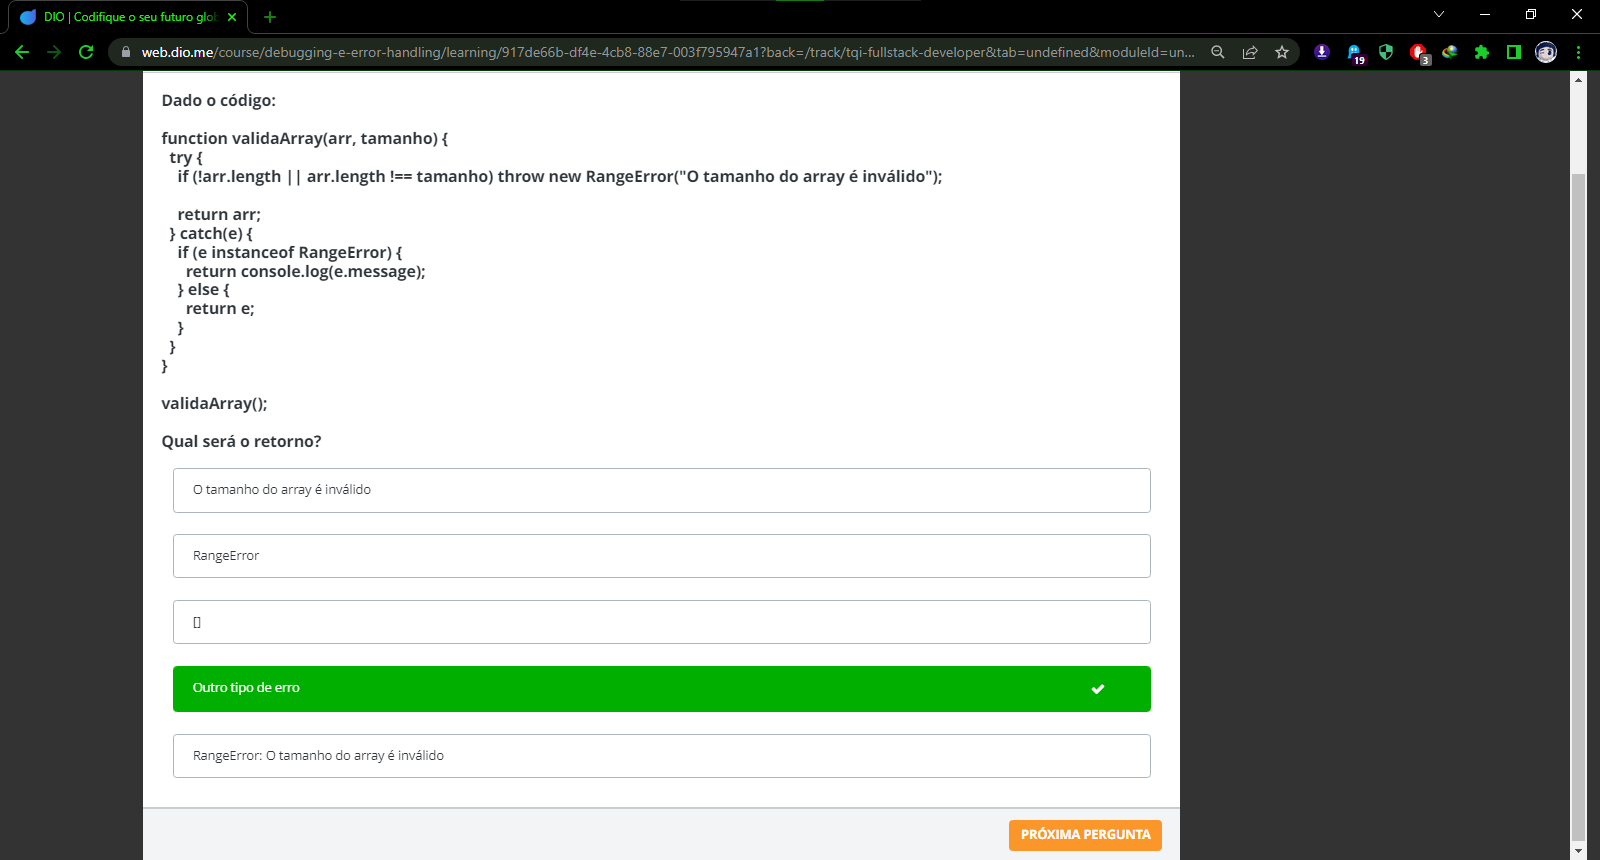 DIO | Codifique o seu futuro glob
web.dio.me/course/debugging-e-error-handling/learning/917de66b-df4e-4cb8-88e7-003f795947a1?back=/track/tqi-fullstack-developer&tab=undefined&moduleId=un...
19
3
Dado o código:
function validaArray(arr, tamanho) {
try {
if (!arr.length || arr.length !== tamanho) throw new RangeError("O tamanho do array é inválido");
return arr;
} catch(e) {
if (e instanceof RangeError) {
return console.log(e.message);
} else {
return e;
}
}
}
validaArray();
Qual será o retorno?
O tamanho do array é inválido
RangeError
[]
Outro tipo de erro
RangeError: O tamanho do array é inválido
PRÓXIMA PERGUNTA